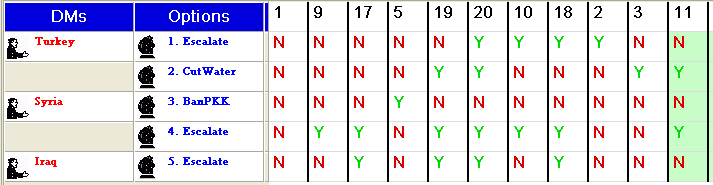 DMs Options 1 9 17 5 19 20 10 18 2 3 11
Turkey 1. Escalate N N N N N Y Y Y Y N N
2. CutWater N N N N Y Y N N N Y Y
Syria 3. BanPKK N N N Y N N N N N N N
4. Escalate N Y Y N Y Y Y Y N N Y
Iraq 5. Escalate N N Y N Y Y N Y N N N